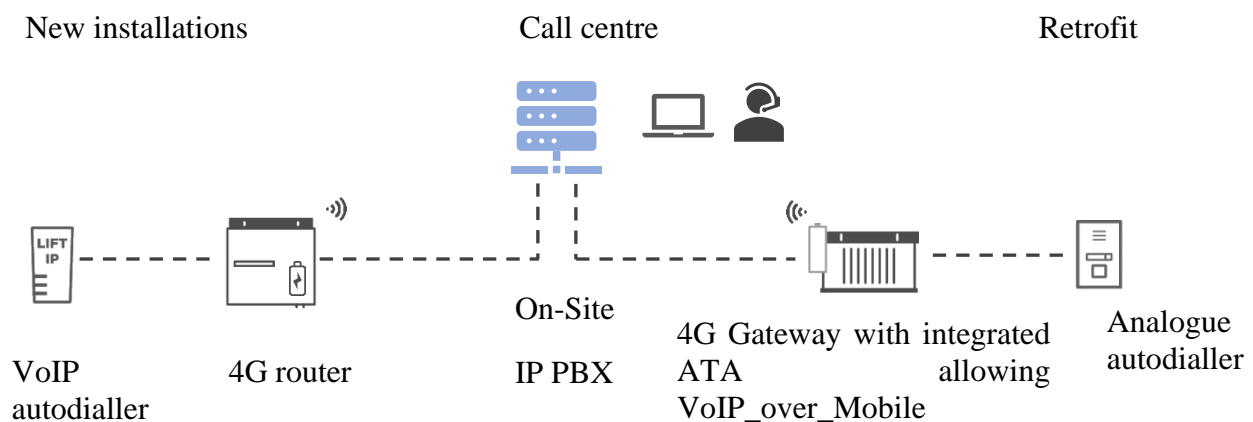 New installations
Call centre
Retrofit
LIFT
IP
On-Site
IP PBX
VoIP
autodialler
4G router
4G Gateway with integrated
ATA allowing
VoIP_over_Mobile
Analogue
autodialler